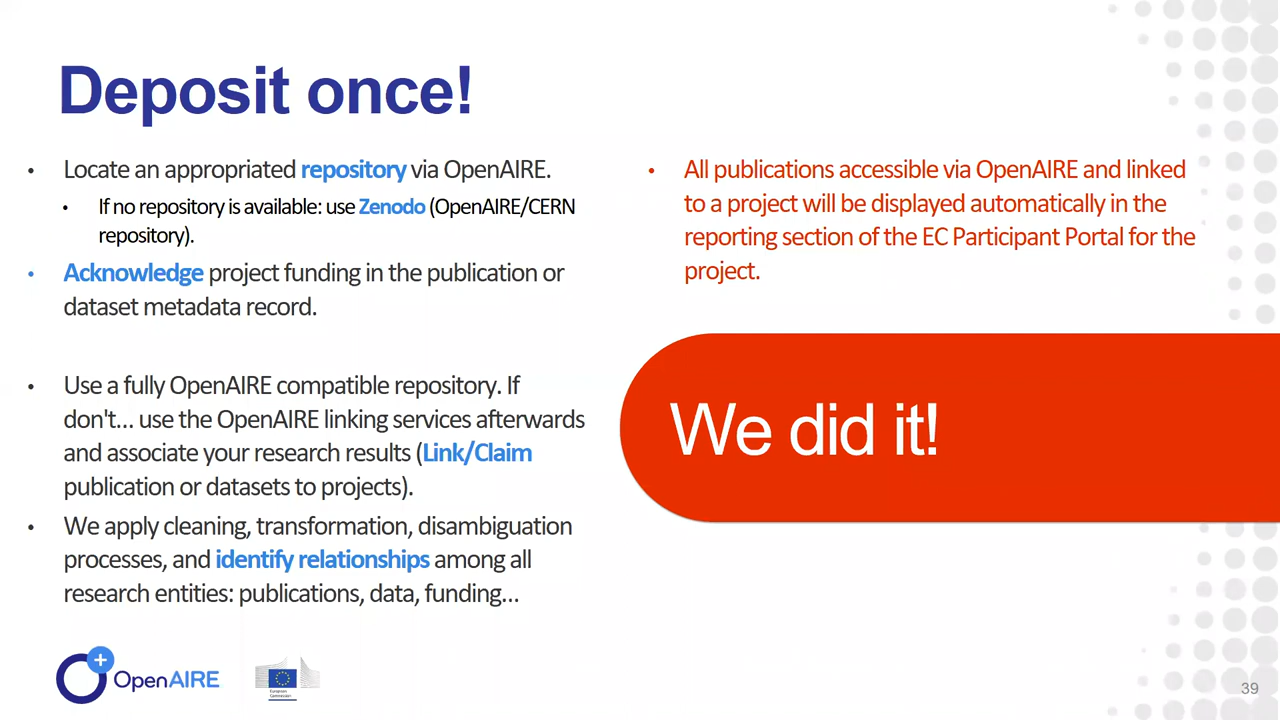 Deposit once!
• Locate an appropriated repository via OpenAIRE.
• If no repository is available: use Zenodo (OpenAIRE/CERN
repository).
• Acknowledge project funding in the publication or
dataset metadata record.
• Use a fully OpenAIRE compatible repository. If
don't... use the OpenAIRE linking services afterwards
and associate your research results (Link/Claim
publication or datasets to projects).
• We apply cleaning, transformation, disambiguation
processes, and identify relationships among all
research entities: publications, data, funding...
• All publications accessible via OpenAIRE and linked
to a project will be displayed automatically in the
reporting section of the EC Participant Portal for the
project.
We did it!
OpenAIRE
European
Commission
39